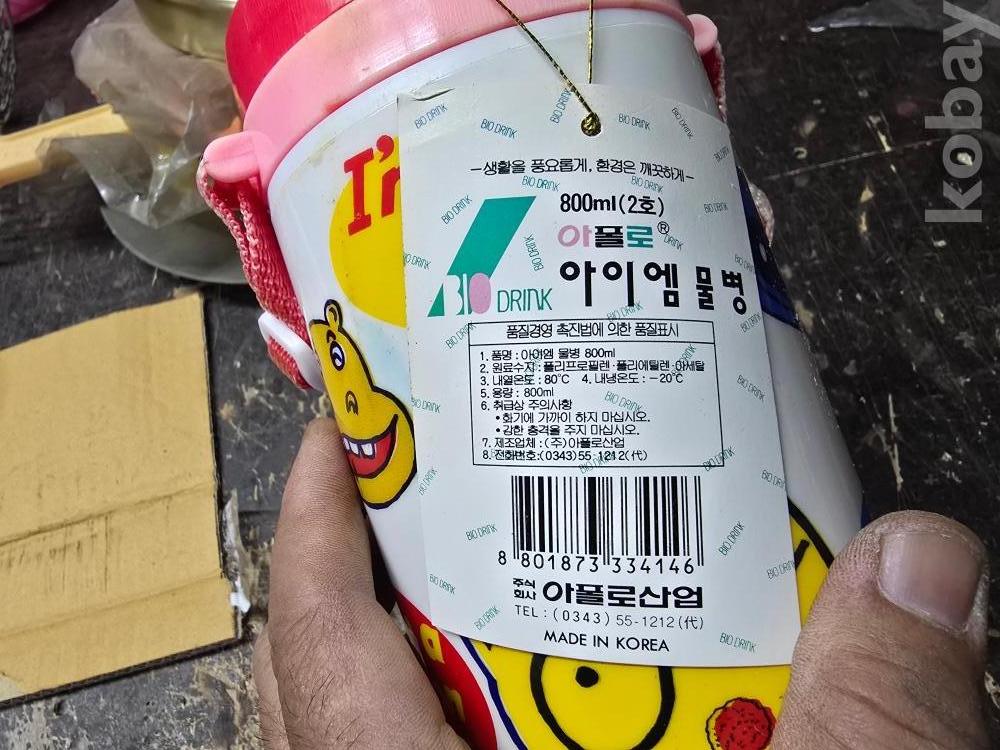 kobay
I'm
—생활을 풍요롭게, 환경은 깨끗하게—
800ml(2호)
아폴로®
BIO DRINK
아이엠 물병
품질경영 촉진법에 의한 품질표시
1. 품명 : 아이엠 물병 800ml
2. 원료수지 : 폴리프로필렌·폴리에틸렌·아세탈
3. 내열온도 : 80℃ 4. 내냉온도 : −20℃
5. 용량 : 800ml
6. 취급상 주의사항
• 화기에 가까이 하지 마십시오.
• 강한 충격을 주지 마십시오.
7. 제조업체 : (주)아폴로산업
8. 전화번호:(0343)55-1212(代)
8 801873 334146
주식회사 아폴로산업
TEL : (0343) 55-1212(代)
MADE IN KOREA